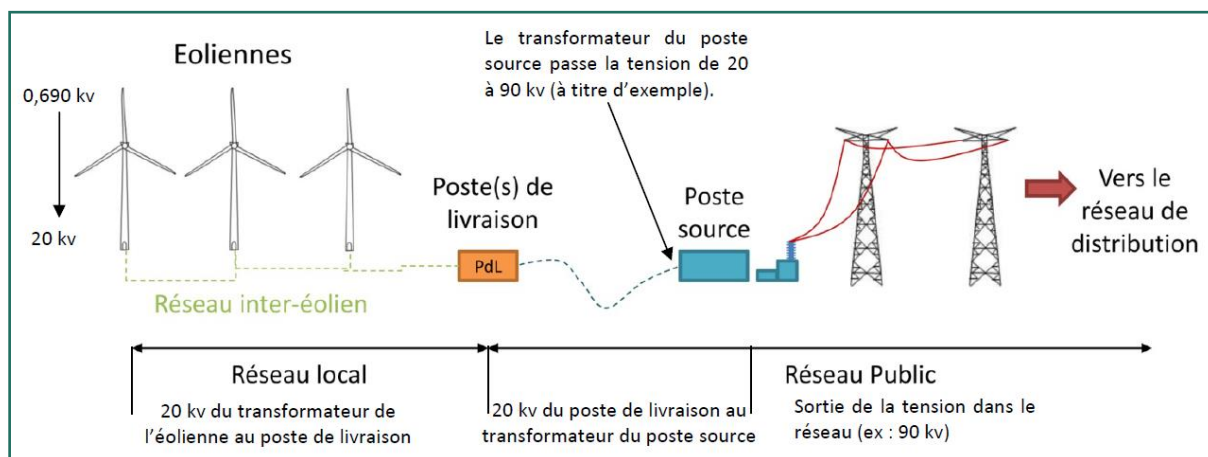 Le transformateur du poste
source passe la tension de 20
à 90 kv (à titre d’exemple).
Eoliennes
0,690 kv
20 kv
Poste(s) de
livraison
PdL
Poste
source
Vers le
réseau de
distribution
Réseau inter-éolien
Réseau local
20 kv du transformateur de
l’éolienne au poste de livraison
20 kv du poste de livraison au
transformateur du poste source
Réseau Public
Sortie de la tension dans le
réseau (ex : 90 kv)